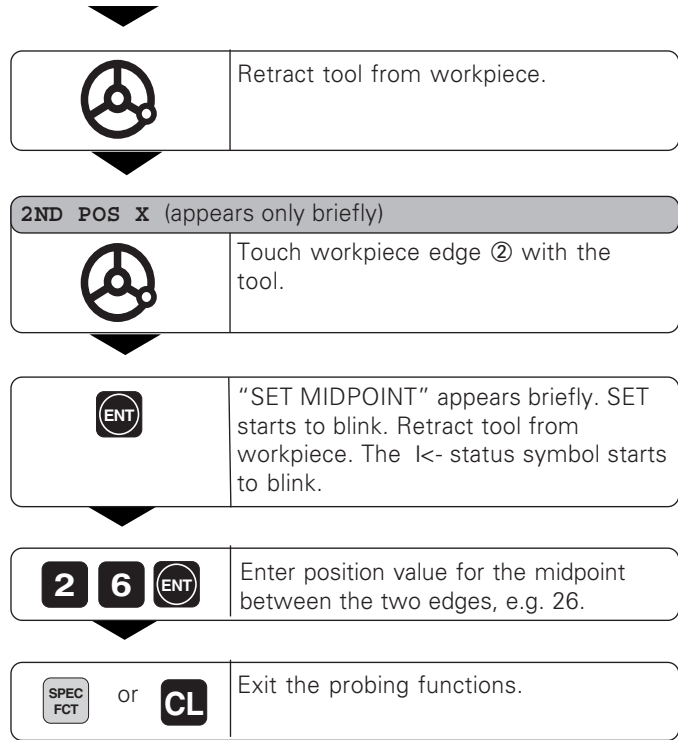 Retract tool from workpiece.
2ND POS X (appears only briefly)
Touch workpiece edge ② with the
tool.
ENT
“SET MIDPOINT” appears briefly. SET
starts to blink. Retract tool from
workpiece. The I<- status symbol starts
to blink.
2 6 ENT
Enter position value for the midpoint
between the two edges, e.g. 26.
SPEC
FCT or CL
Exit the probing functions.